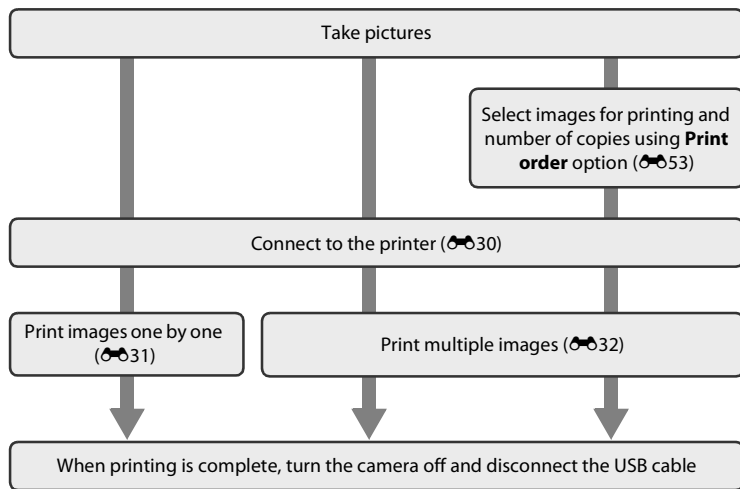 Take pictures
Select images for printing and
number of copies using Print
order option (53)
Connect to the printer (30)
Print images one by one
(31)
Print multiple images (32)
When printing is complete, turn the camera off and disconnect the USB cable